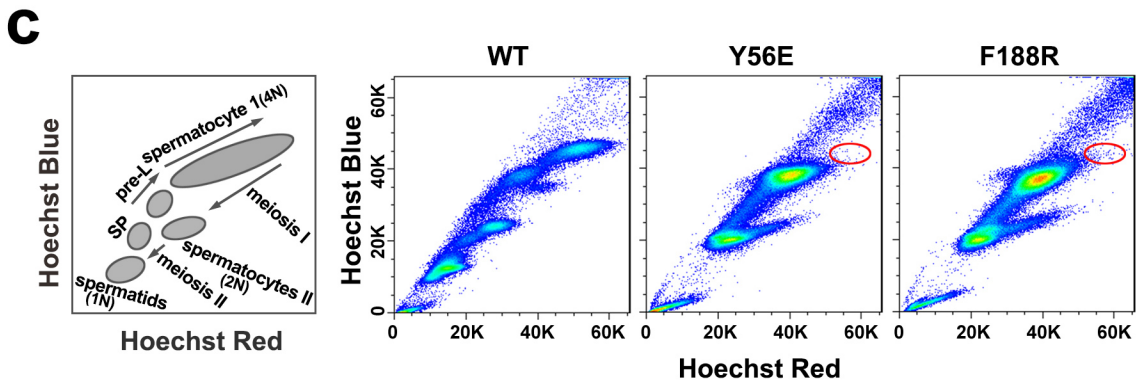 C
WT
Y56E
F188R
Hoechst Blue
pre-L
spermatocyte 1(4N)
SP
meiosis I
spermatocytes II
(2N)
meiosis II
spermatids
(1N)
Hoechst Red
Hoechst Blue
60K
40K
20K
0
0 20K 40K 60K
0 20K 40K 60K
0 20K 40K 60K
Hoechst Red